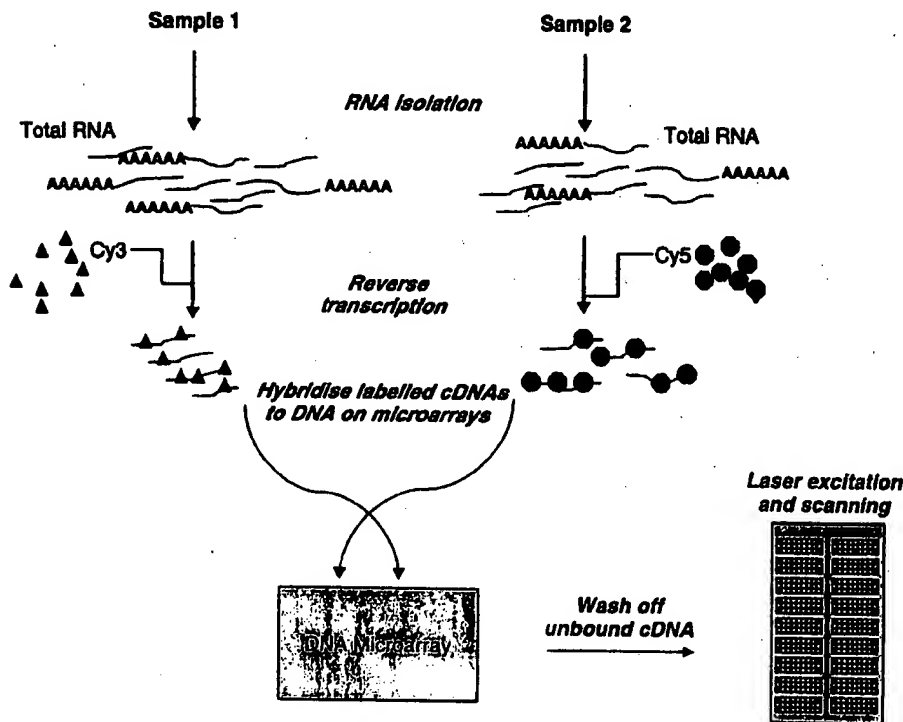 Sample 1
Sample 2
RNA isolation
Total RNA
Total RNA
AAAAAA
AAAAAA
AAAAAA
AAAAAA
AAAAAA
AAAAAA
AAAAAA
Cy3
Cy5
Reverse
transcription
Hybridise labelled cDNAs
to DNA on microarrays
Laser excitation
and scanning
DNA Microarray
Wash off
unbound cDNA